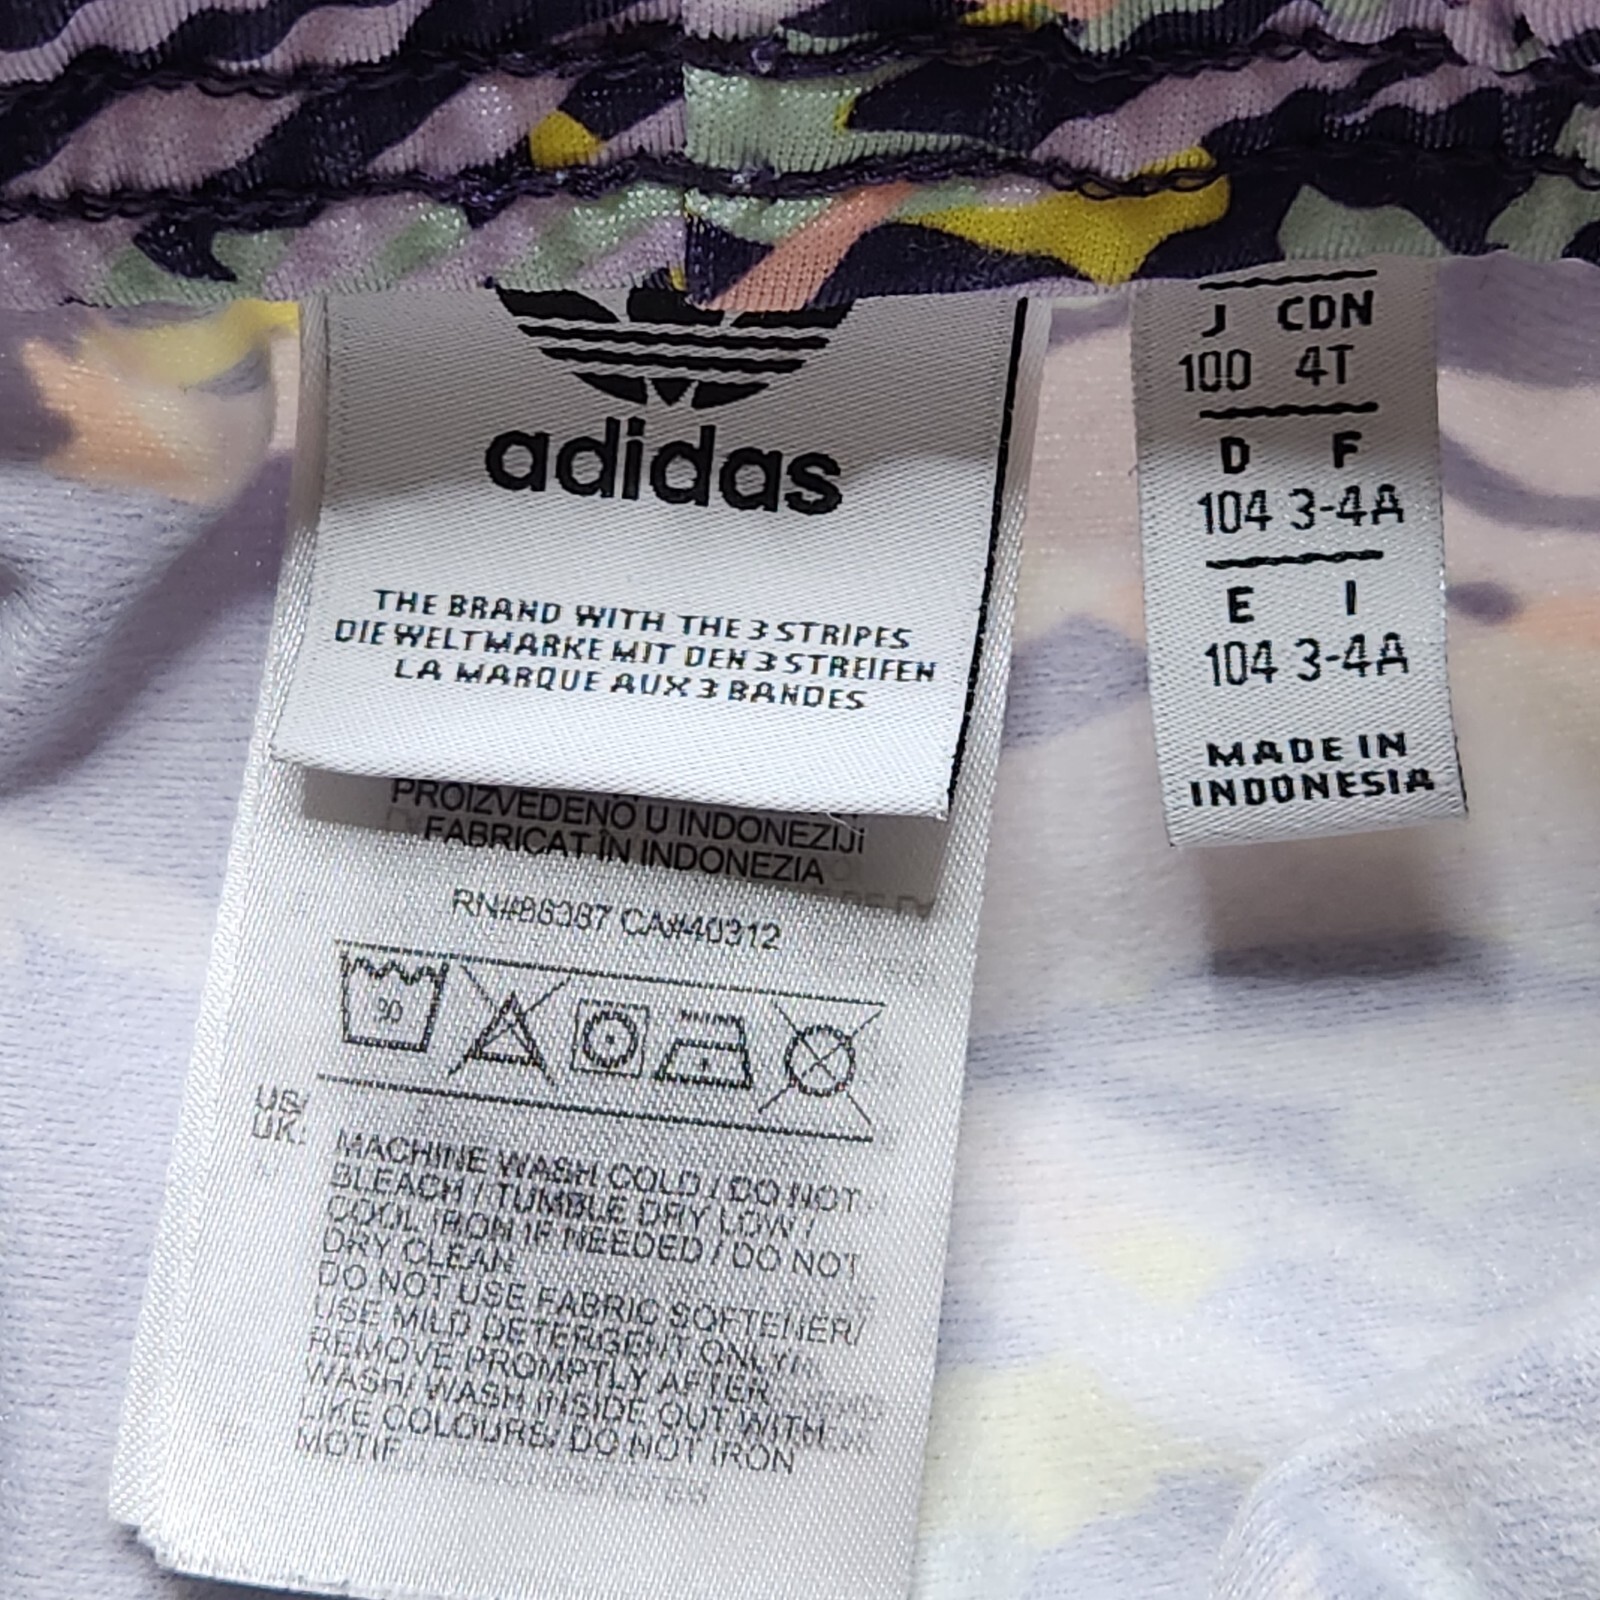 adidas
THE BRAND WITH THE 3 STRIPES
DIE WELTMARKE MIT DEN 3 STREIFEN
LA MARQUE AUX 3 BANDES
PROIZVEDENO U INDONEZIJI
FABRICAT ÎN INDONEZIA
RN#88387 CA#40312
30
US/
UK:
MACHINE WASH COLD / DO NOT
BLEACH / TUMBLE DRY LOW /
COOL IRON IF NEEDED / DO NOT
DRY CLEAN
DO NOT USE FABRIC SOFTENER/
USE MILD DETERGENT ONLY/
REMOVE PROMPTLY AFTER
WASH/ WASH INSIDE OUT WITH
LIKE COLOURS/ DO NOT IRON
MOTIF
J CDN
100 4T
D F
104 3-4A
E I
104 3-4A
MADE IN
INDONESIA